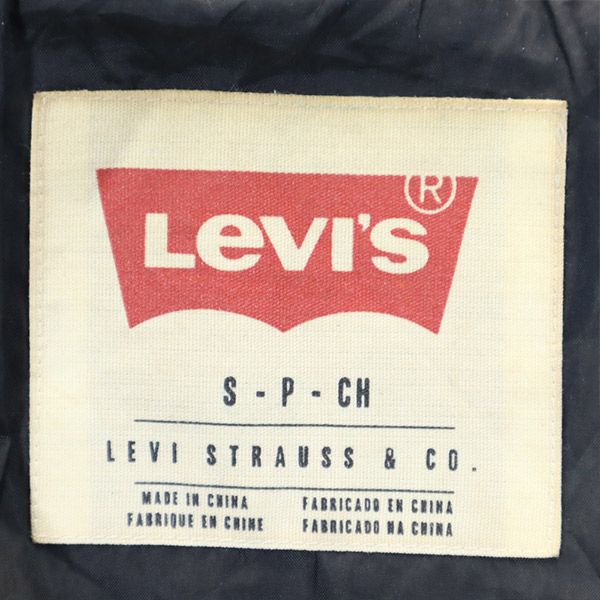 LEVI'S ®
S - P - CH
LEVI STRAUSS & CO.
MADE IN CHINA FABRICADO EN CHINA
FABRIQUE EN CHINE FABRICADO NA CHINA